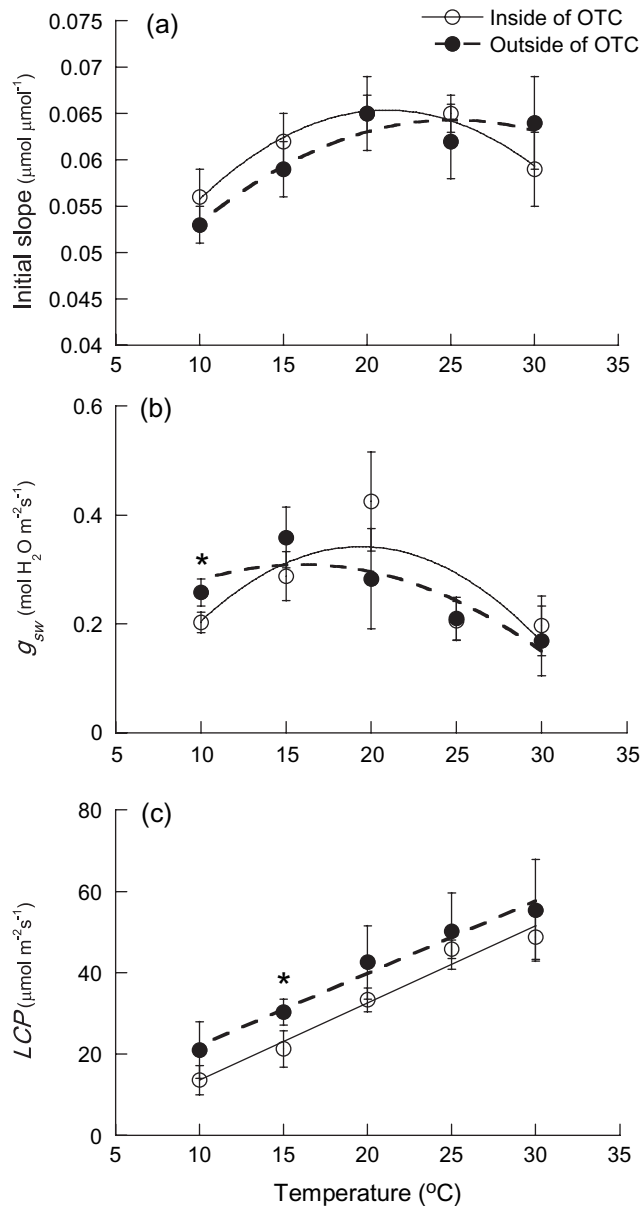 (a)
Inside of OTC
Outside of OTC
Initial slope (μmol μmol⁻¹)
0.075
0.07
0.065
0.06
0.055
0.05
0.045
0.04
5 10 15 20 25 30 35
(b)
gsw (mol H₂O m⁻²s⁻¹)
0.6
0.4
0.2
0
*
5 10 15 20 25 30 35
(c)
LCP (μmol m⁻²s⁻¹)
80
60
40
20
0
*
5 10 15 20 25 30 35
Temperature (°C)